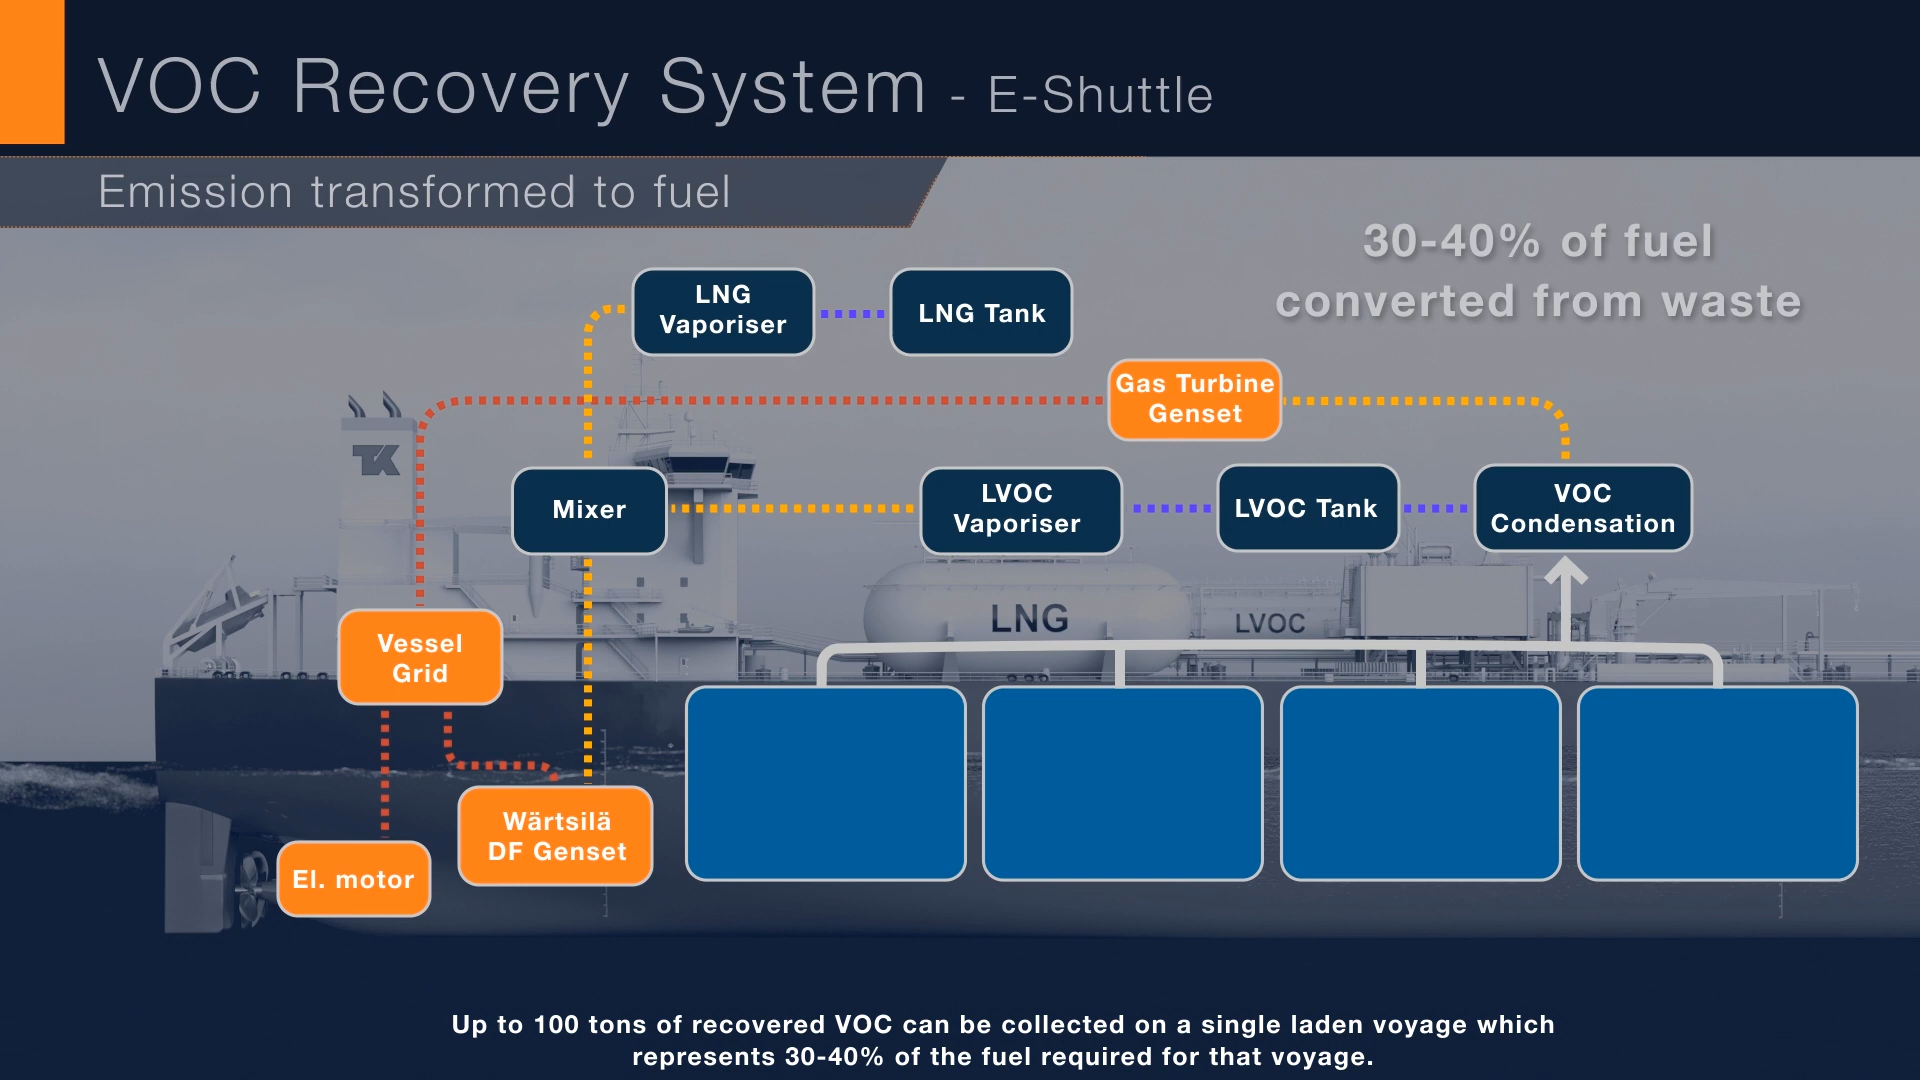 VOC Recovery System - E-Shuttle
Emission transformed to fuel
30-40% of fuel
converted from waste
LNG
Vaporiser
LNG Tank
Gas Turbine
Genset
TK
Mixer
LVOC
Vaporiser
LVOC Tank
VOC
Condensation
LNG
LVOC
Vessel
Grid
Wärtsilä
DF Genset
El. motor
Up to 100 tons of recovered VOC can be collected on a single laden voyage which
represents 30-40% of the fuel required for that voyage.